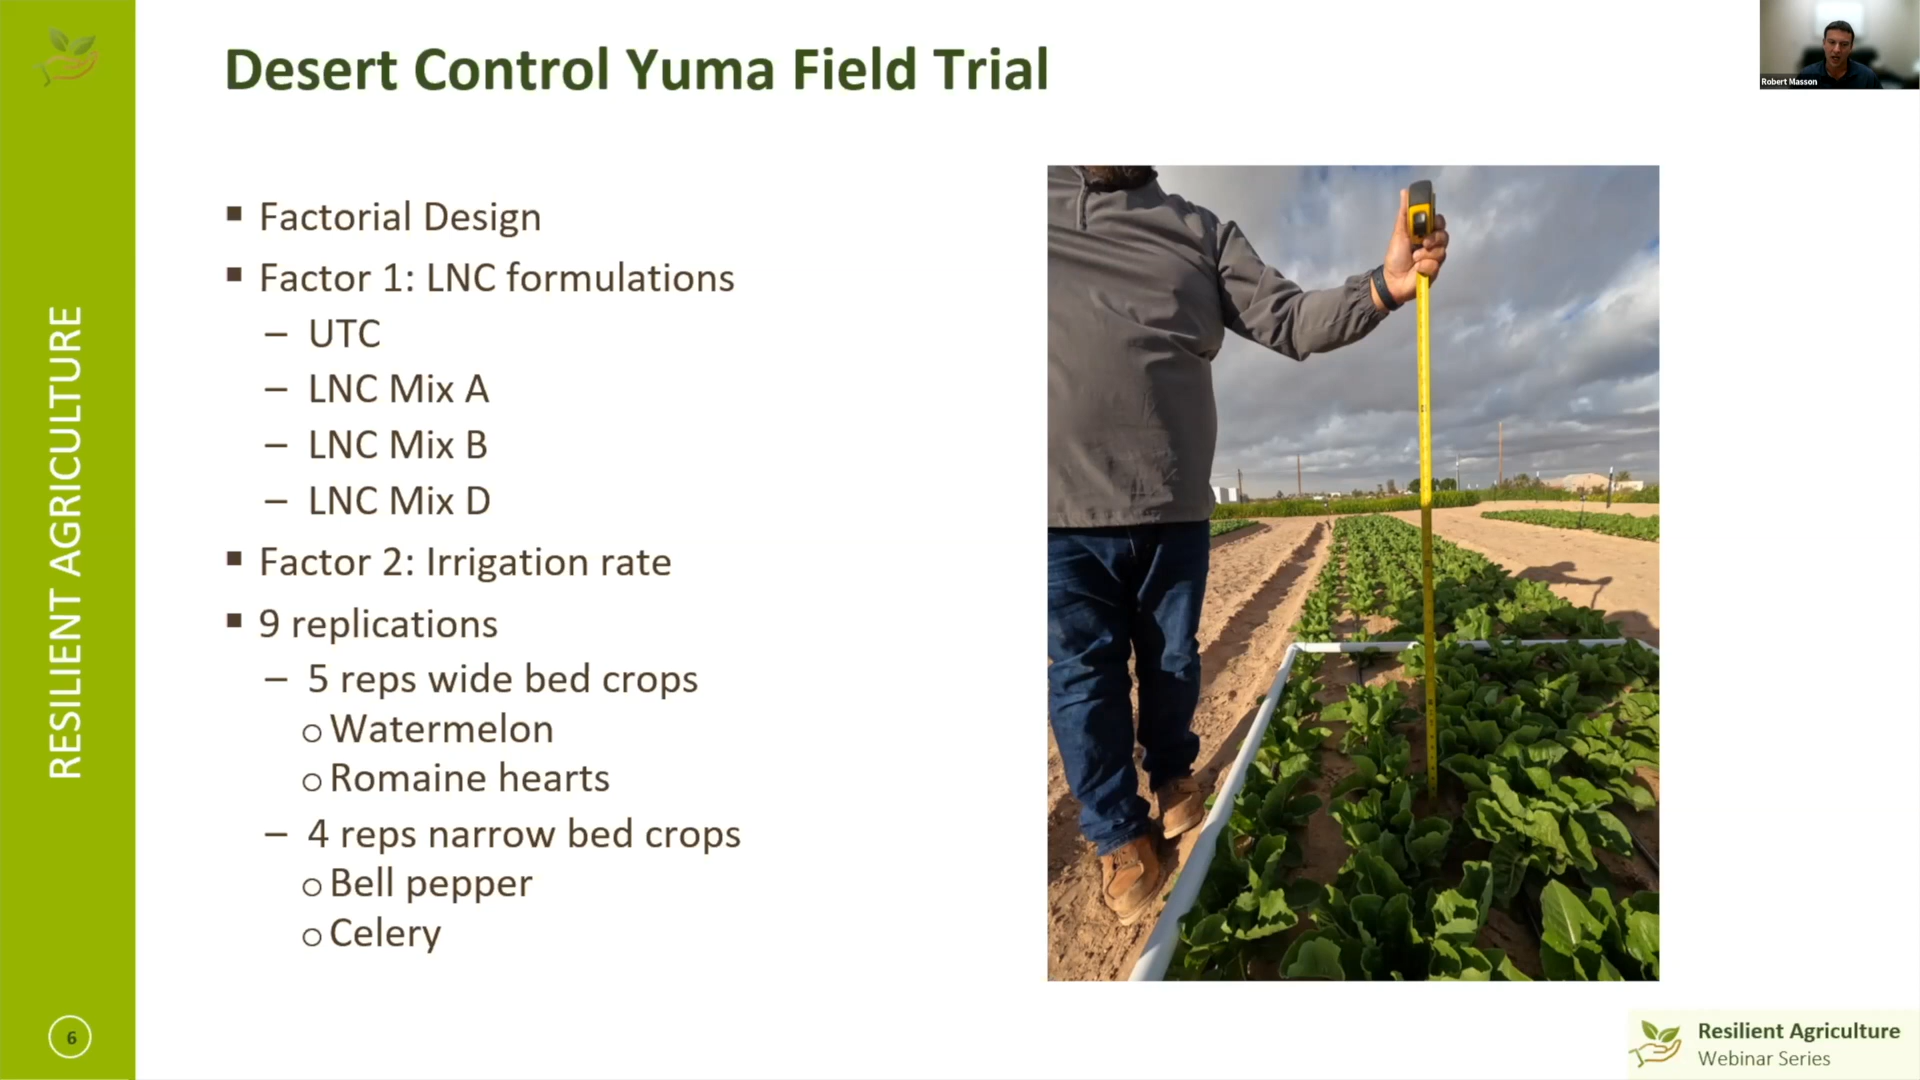 Desert Control Yuma Field Trial
Robert Masson
RESILIENT AGRICULTURE
▪ Factorial Design
▪ Factor 1: LNC formulations
– UTC
– LNC Mix A
– LNC Mix B
– LNC Mix D
▪ Factor 2: Irrigation rate
▪ 9 replications
– 5 reps wide bed crops
o Watermelon
o Romaine hearts
– 4 reps narrow bed crops
o Bell pepper
o Celery
6
Resilient Agriculture
Webinar Series